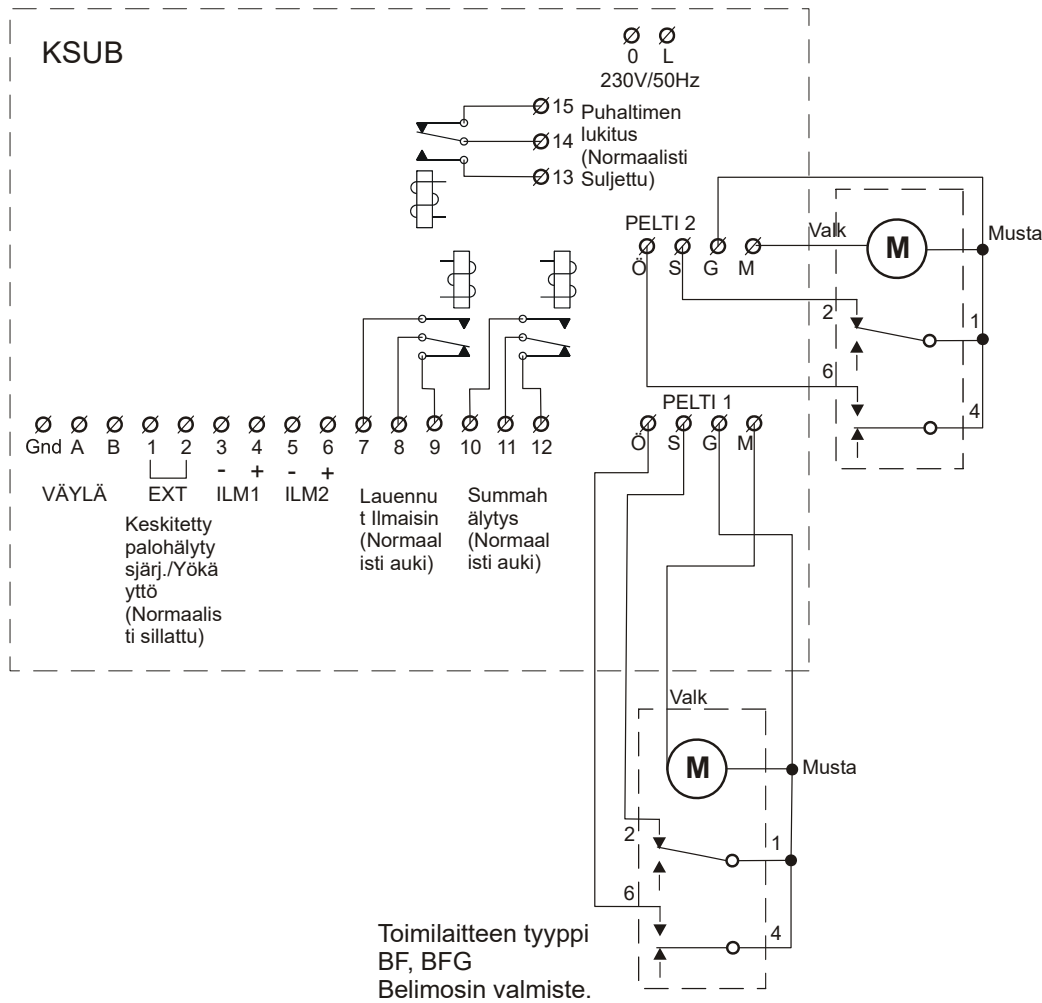 KSUB
0 L
230V/50Hz
15 Puhaltimen
lukitus
14 (Normaalisti
13 Suljettu)
PELTI 2
Ö S G M
Valk
M
Musta
2
1
6
4
PELTI 1
Ö S G M
Gnd A B 1 2 3 4 5 6 7 8 9 10 11 12
- + - +
VÄYLÄ EXT ILM1 ILM2
Keskitetty
palohälyty
sjärj./Yökä
yttö
(Normaalis
ti sillattu)
Lauennu
t Ilmaisin
(Normaal
isti auki)
Summah
älytys
(Normaal
isti auki)
Valk
M
Musta
2
1
6
4
Toimilaitteen tyyppi
BF, BFG
Belimosin valmiste.